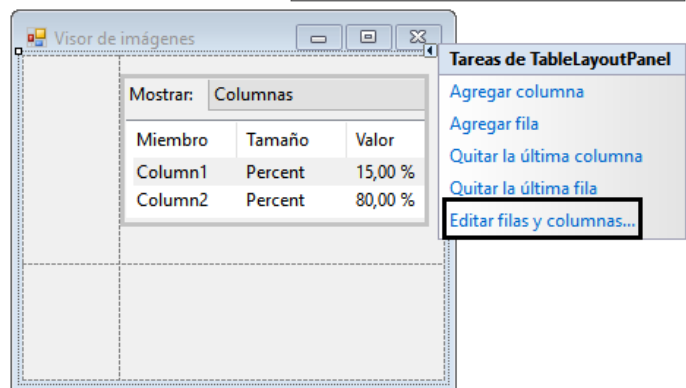 Visor de imágenes
Tareas de TableLayoutPanel
Mostrar: Columnas
Miembro Tamaño Valor
Column1 Percent 15,00 %
Column2 Percent 80,00 %
Agregar columna
Agregar fila
Quitar la última columna
Quitar la última fila
Editar filas y columnas...